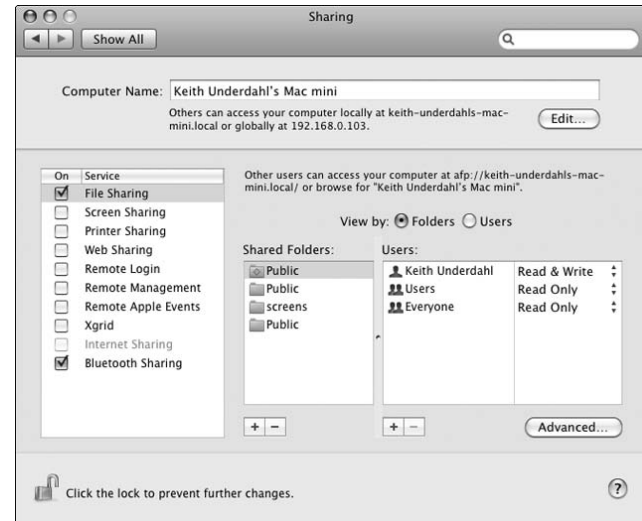 Sharing
Show All
Computer Name: Keith Underdahl's Mac mini
Others can access your computer locally at keith-underdahls-mac-
mini.local or globally at 192.168.0.103.
Edit...
On Service
File Sharing
Screen Sharing
Printer Sharing
Web Sharing
Remote Login
Remote Management
Remote Apple Events
Xgrid
Internet Sharing
Bluetooth Sharing
Other users can access your computer at afp://keith-underdahls-mac-
mini.local/ or browse for "Keith Underdahl's Mac mini".
View by: Folders Users
Shared Folders:
Public
Public
screens
Public
Users:
Keith Underdahl Read & Write
Users Read Only
Everyone Read Only
+ −
+ −
Advanced...
Click the lock to prevent further changes.
?